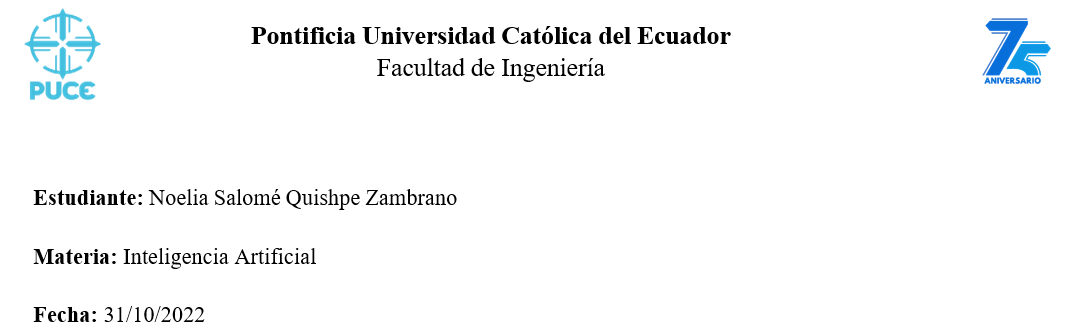 Pontificia Universidad Católica del Ecuador
Facultad de Ingeniería
PUCE
75
ANIVERSARIO
Estudiante: Noelia Salomé Quishpe Zambrano
Materia: Inteligencia Artificial
Fecha: 31/10/2022